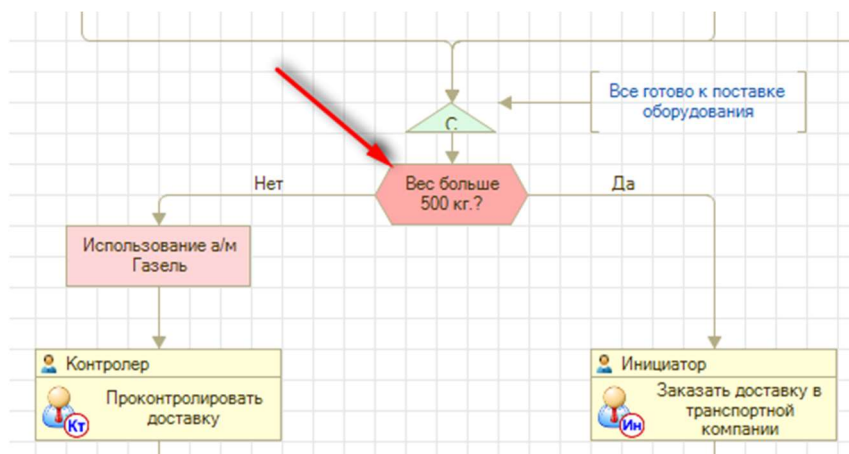 Все готово к поставке
оборудования
С
Вес больше
500 кг.?
Нет
Да
Использование а/м
Газель
Контролер
Проконтролировать
доставку
Кт
Инициатор
Заказать доставку в
транспортной
компании
Ин